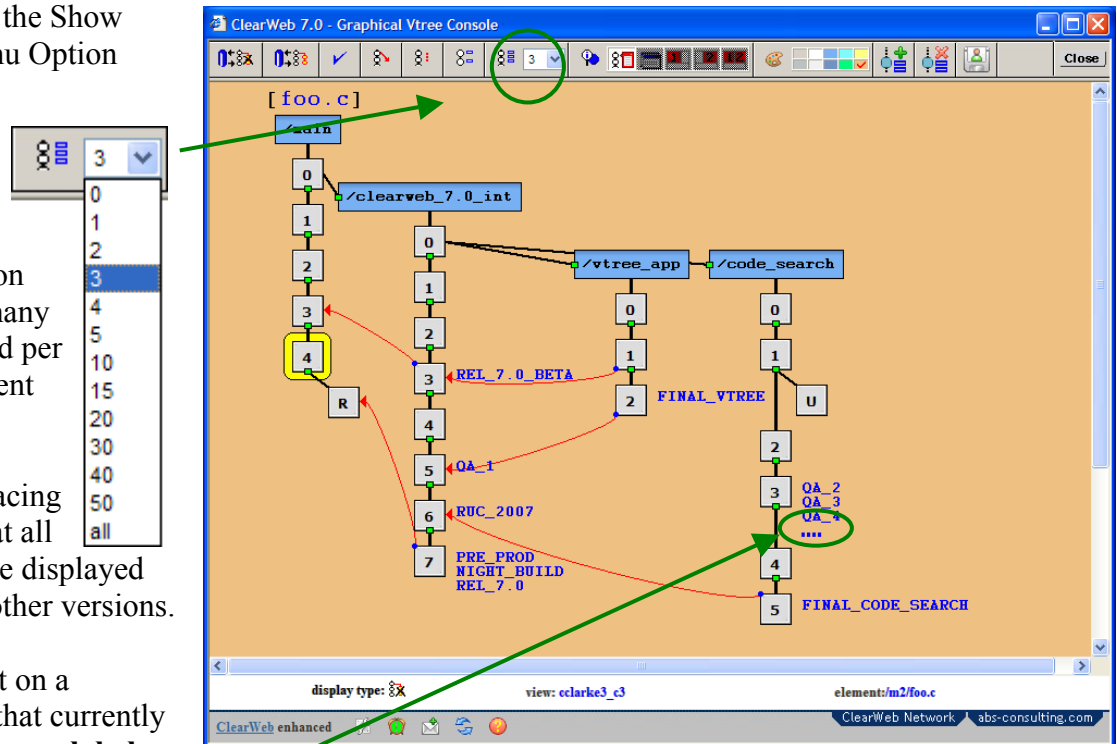 the Show
nu Option
3
0
1
2
3
4
5
10
15
20
30
40
50
all
on
many
d per
ent
acing
at all
e displayed
other versions.
t on a
that currently
ClearWeb 7.0 - Graphical Vtree Console
3
Close
[foo.c]
/main
0
1
2
3
4
R
/clearweb_7.0_int
0
1
2
3 REL_7.0_BETA
4
5 QA_1
6 RUC_2007
7 PRE_PROD
NIGHT_BUILD
REL_7.0
/vtree_app
0
1
2 FINAL_VTREE
/code_search
0
1
U
2
3 QA_2
QA_3
QA_4
....
4
5 FINAL_CODE_SEARCH
display type: view: cclarke3_c3 element:/m2/foo.c
ClearWeb enhanced ClearWeb Network abs-consulting.com